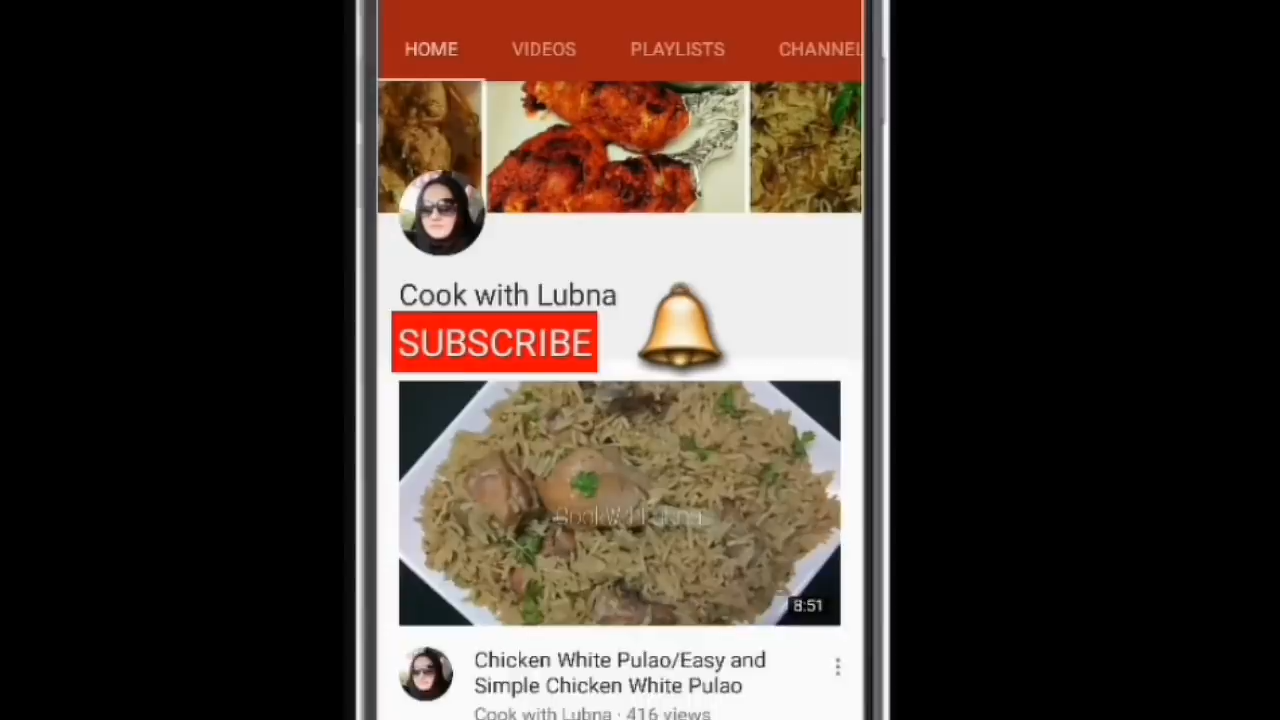 HOME VIDEOS PLAYLISTS CHANNEL
Cook with Lubna
SUBSCRIBE
CookWithLubna
8:51
Chicken White Pulao/Easy and
Simple Chicken White Pulao
Cook with Lubna · 416 views